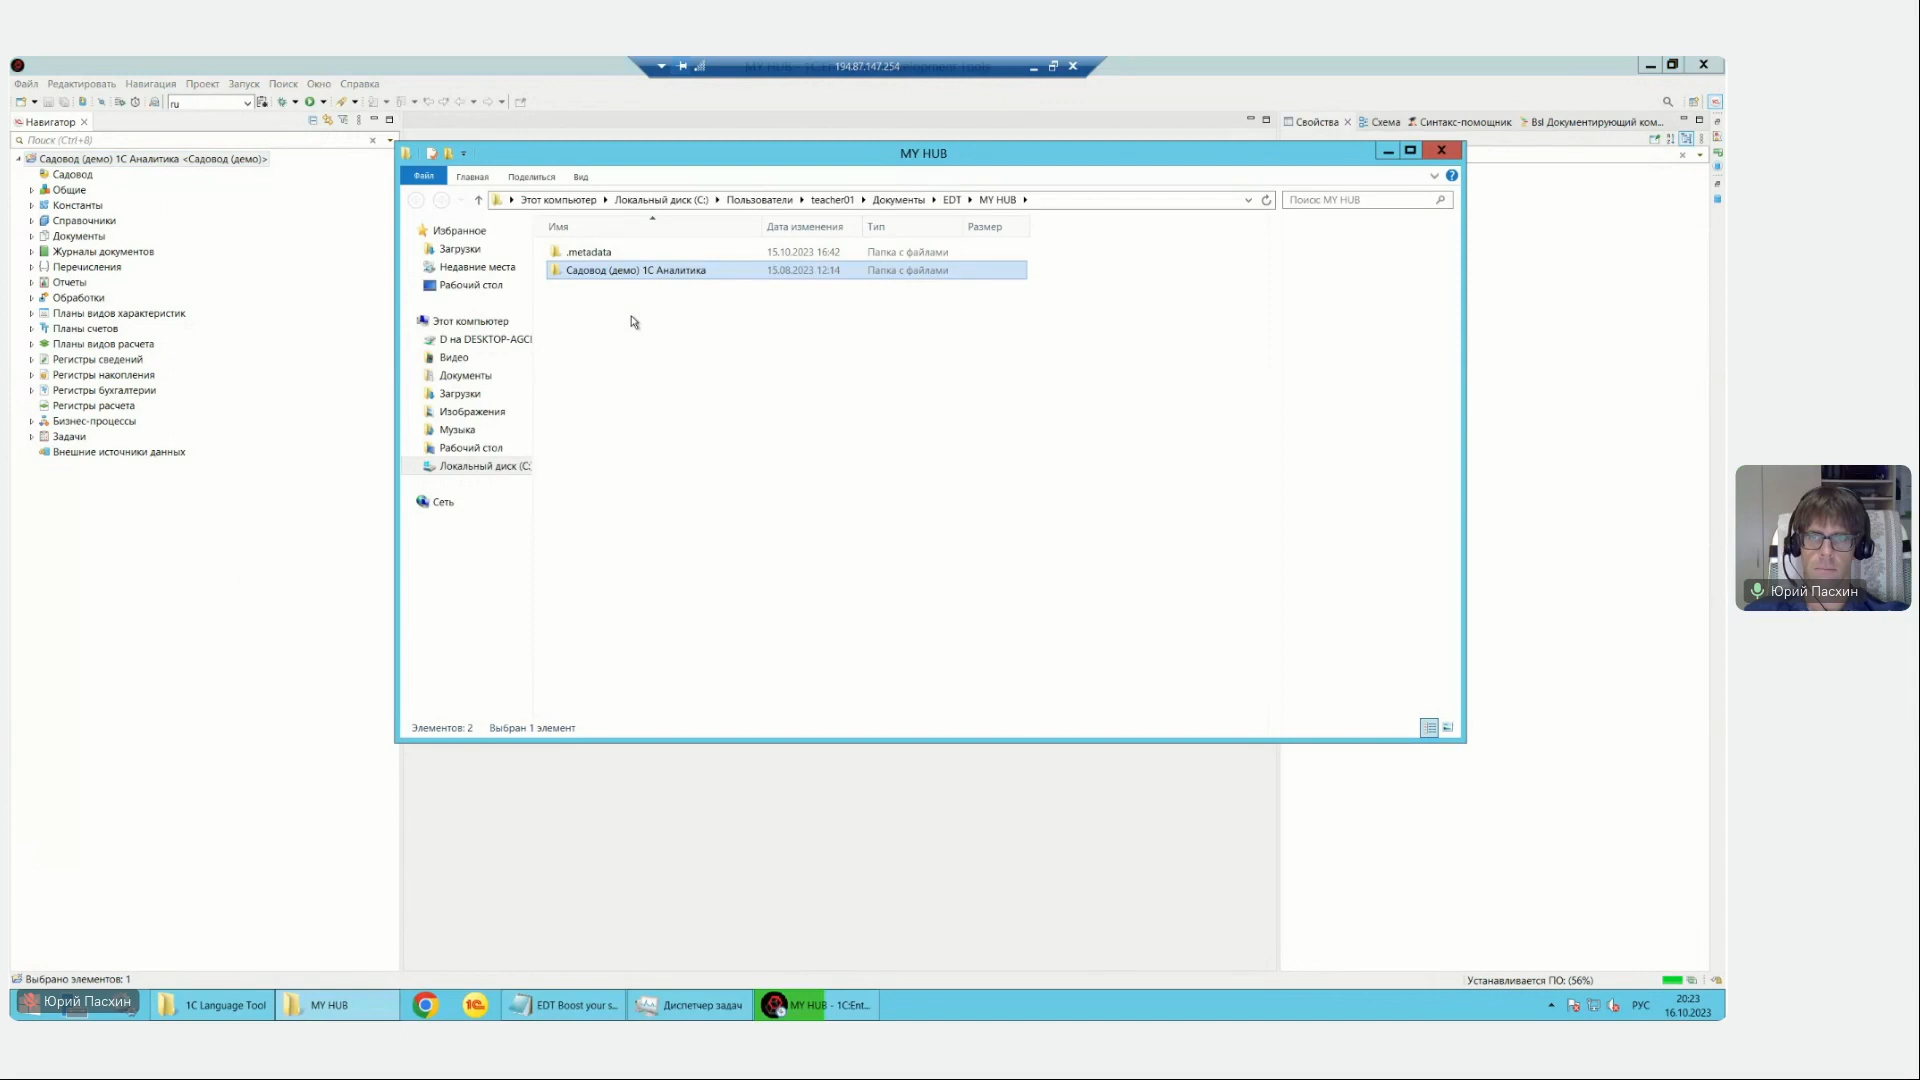 194.87.147.254
Файл Редактировать Навигация Проект Запуск Поиск Окно Справка
ru
Навигатор
Поиск (Ctrl+8)
Садовод (демо) 1С Аналитика <Садовод (демо)>
Садовод
Общие
Константы
Справочники
Документы
Журналы документов
Перечисления
Отчеты
Обработки
Планы видов характеристик
Планы счетов
Планы видов расчета
Регистры сведений
Регистры накопления
Регистры бухгалтерии
Регистры расчета
Бизнес-процессы
Задачи
Внешние источники данных
Свойства Схема Синтакс-помощник Bsl Документирующий ком...
MY HUB
Файл Главная Поделиться Вид
Этот компьютер Локальный диск (C:) Пользователи teacher01 Документы EDT MY HUB
Поиск: MY HUB
Имя Дата изменения Тип Размер
.metadata 15.10.2023 16:42 Папка с файлами
Садовод (демо) 1С Аналитика 15.08.2023 12:14 Папка с файлами
Избранное
Загрузки
Недавние места
Рабочий стол
Этот компьютер
D на DESKTOP-AGCI
Видео
Документы
Загрузки
Изображения
Музыка
Рабочий стол
Локальный диск (C:
Сеть
Элементов: 2 Выбран 1 элемент
Юрий Пасхин
Выбрано элементов: 1
Устанавливается ПО: (56%)
Юрий Пасхин
1C Language Tool
MY HUB
EDT Boost your s...
Диспетчер задач
MY HUB - 1C:Ent...
РУС
20:23
16.10.2023